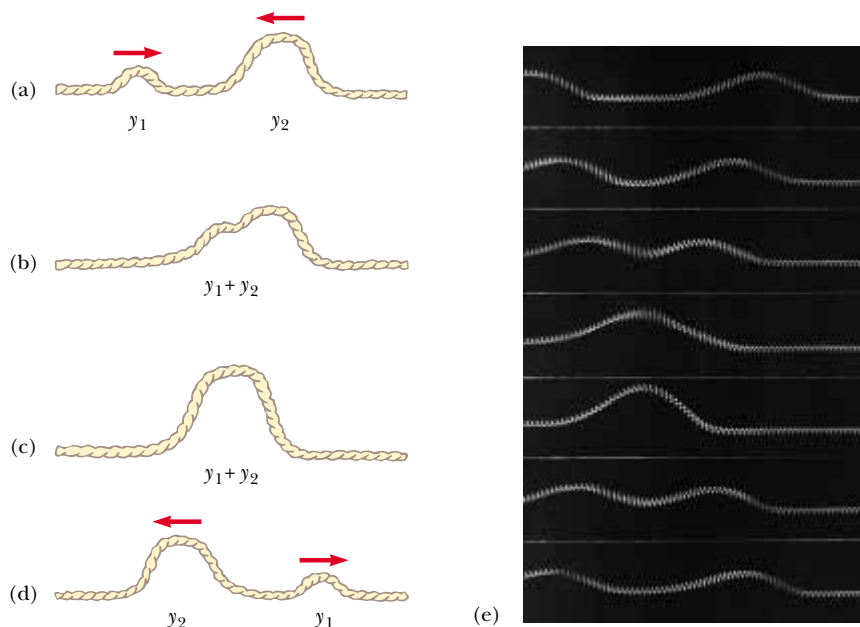 (a)
y₁ y₂
(b)
y₁ + y₂
(c)
y₁ + y₂
(d)
y₂ y₁
(e)